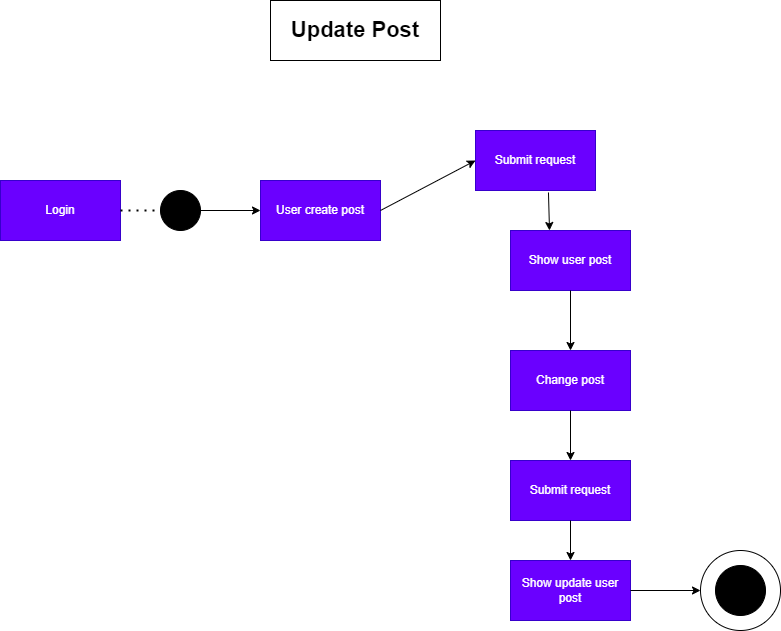 Update Post
Submit request
Login
User create post
Show user post
Change post
Submit request
Show update user
post